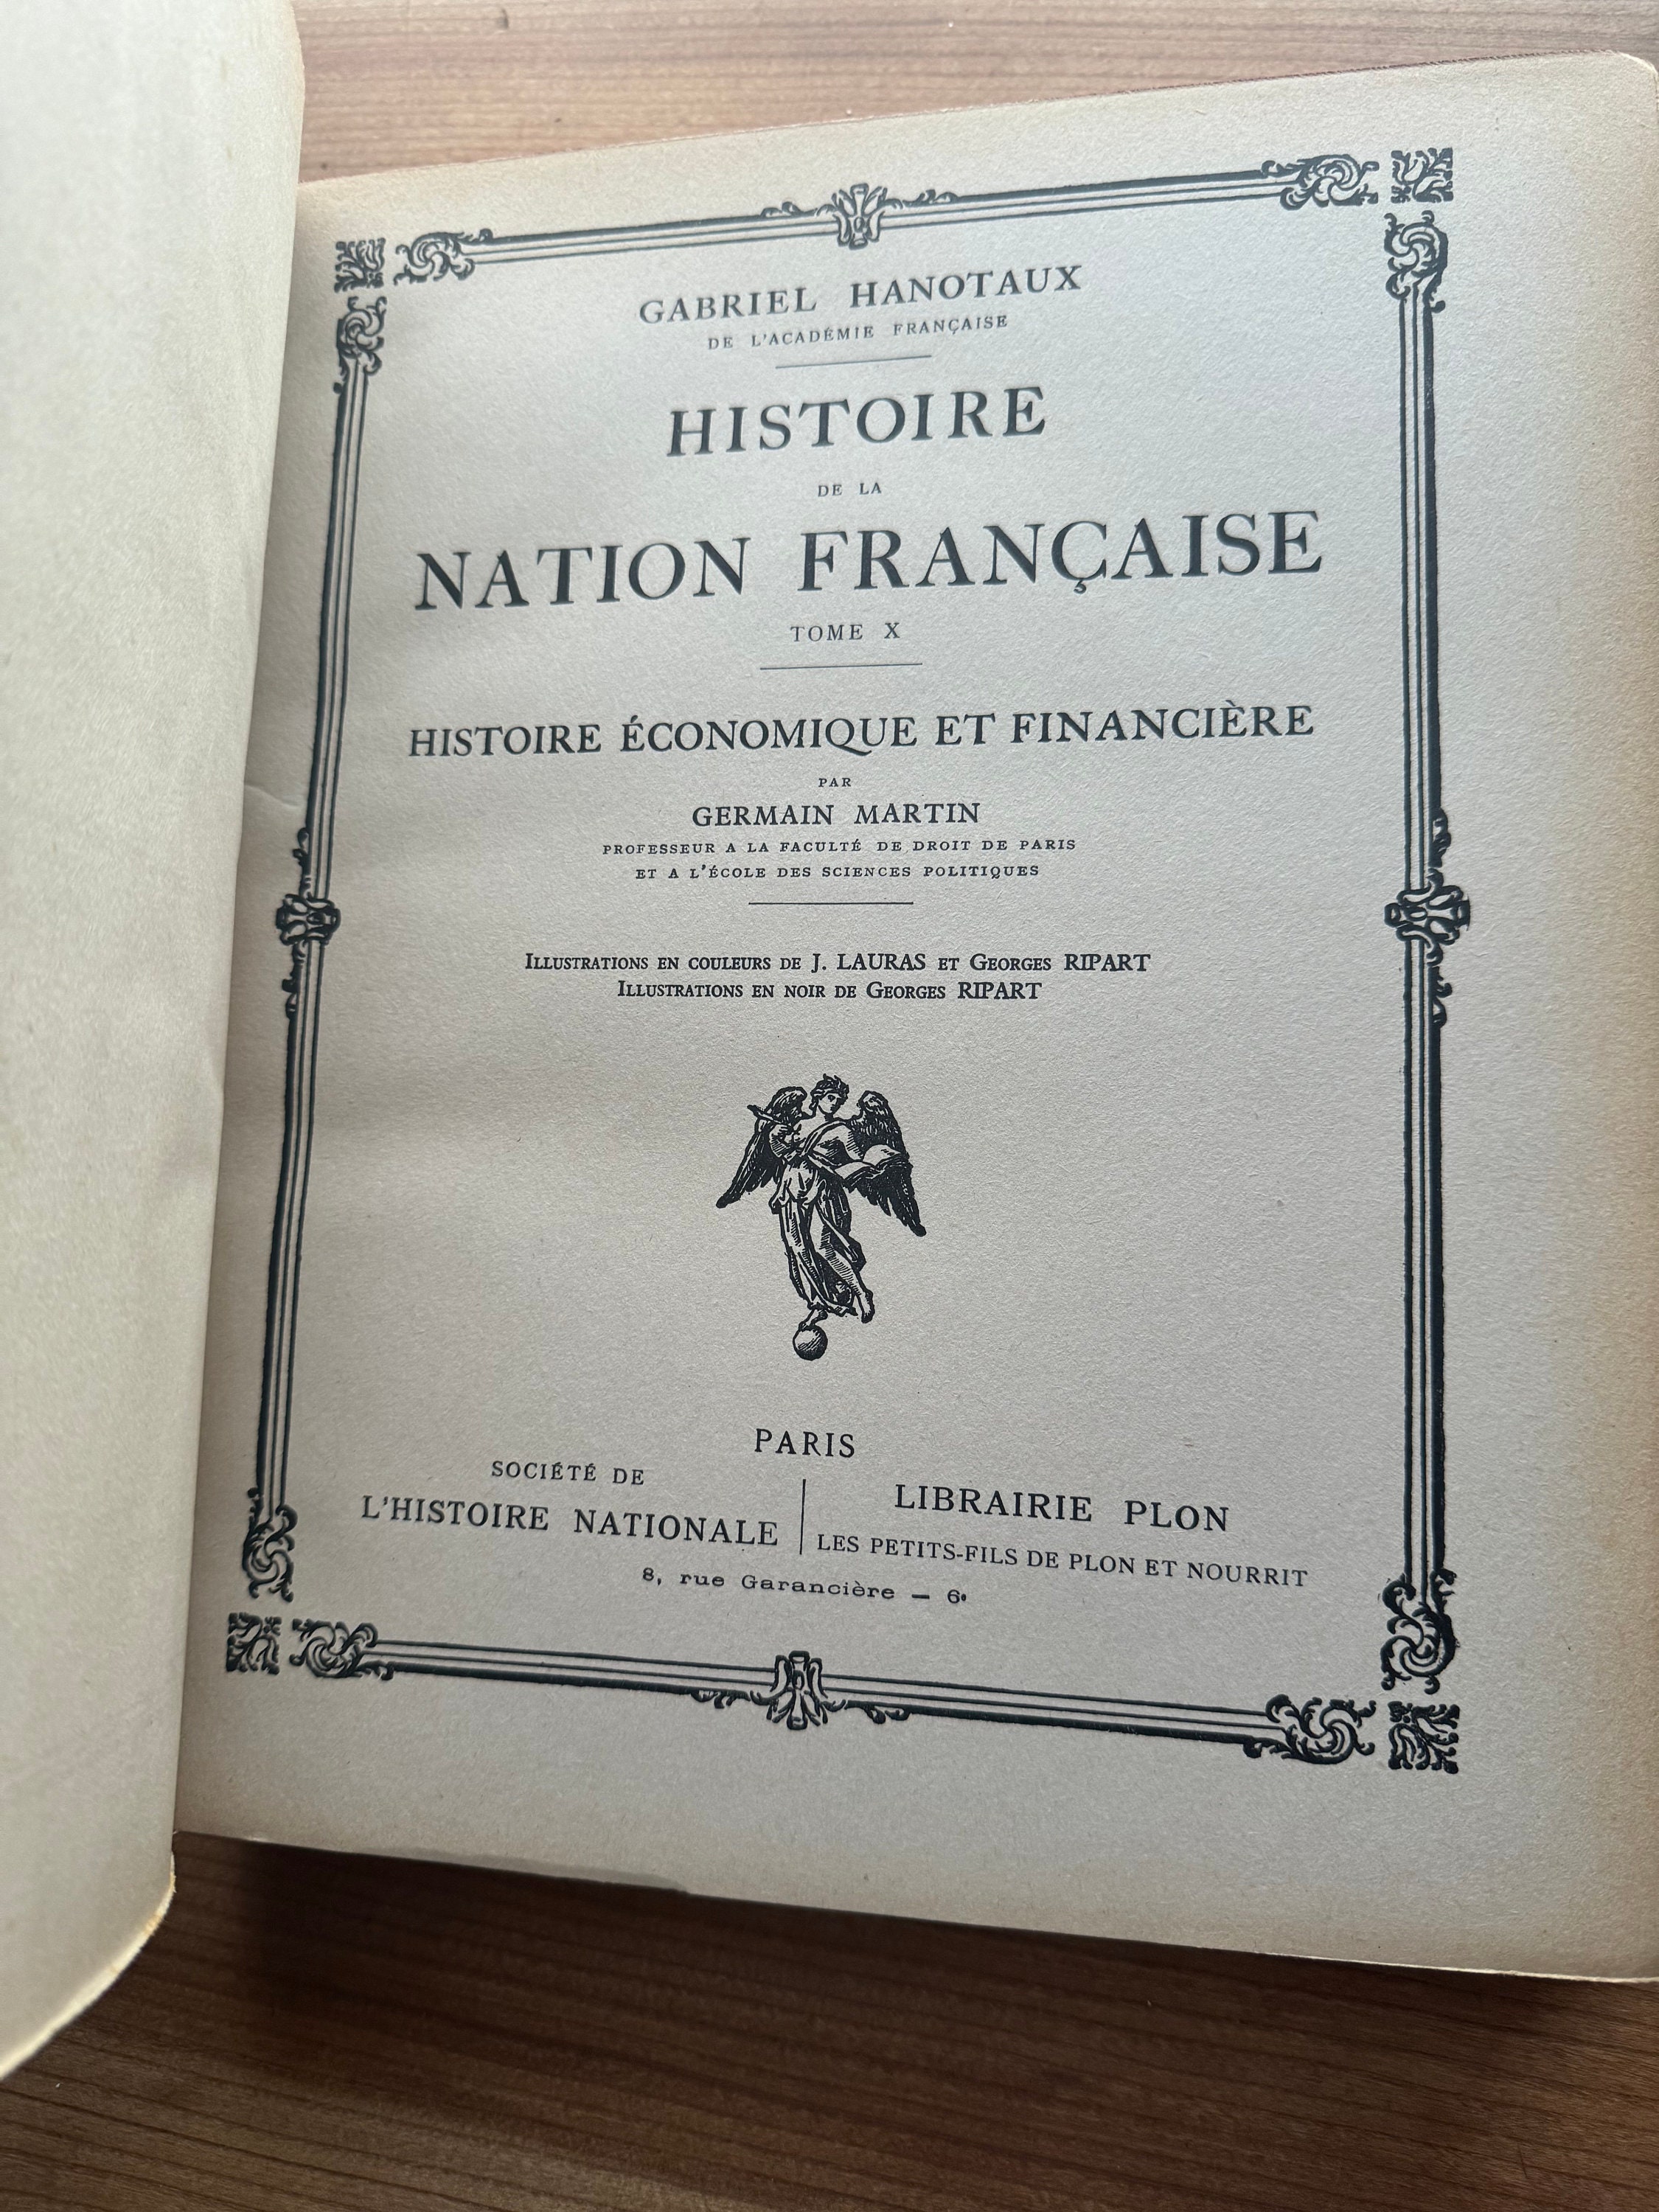 GABRIEL HANOTAUX
DE L'ACADÉMIE FRANÇAISE
HISTOIRE
DE LA
NATION FRANÇAISE
TOME X
HISTOIRE ÉCONOMIQUE ET FINANCIÈRE
PAR
GERMAIN MARTIN
PROFESSEUR A LA FACULTÉ DE DROIT DE PARIS
ET A L'ÉCOLE DES SCIENCES POLITIQUES
ILLUSTRATIONS EN COULEURS DE J. LAURAS ET GEORGES RIPART
ILLUSTRATIONS EN NOIR DE GEORGES RIPART
PARIS
SOCIÉTÉ DE
L'HISTOIRE NATIONALE
LIBRAIRIE PLON
LES PETITS-FILS DE PLON ET NOURRIT
8, rue Garancière — 6e